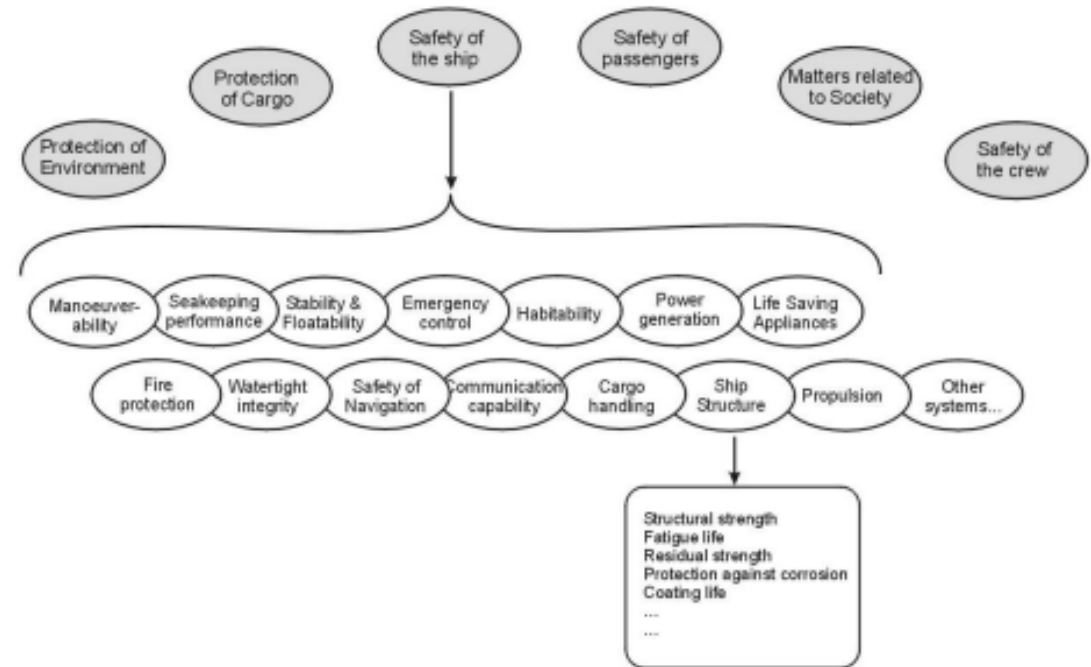 Safety of
the ship
Safety of
passengers
Protection
of Cargo
Matters related
to Society
Protection of
Environment
Safety of
the crew
Manoeuver-
ability
Seakeeping
performance
Stability &
Floatability
Emergency
control
Habitability
Power
generation
Life Saving
Appliances
Fire
protection
Watertight
integrity
Safety of
Navigation
Communication
capability
Cargo
handling
Ship
Structure
Propulsion
Other
systems...
Structural strength
Fatigue life
Residual strength
Protection against corrosion
Coating life
...
...